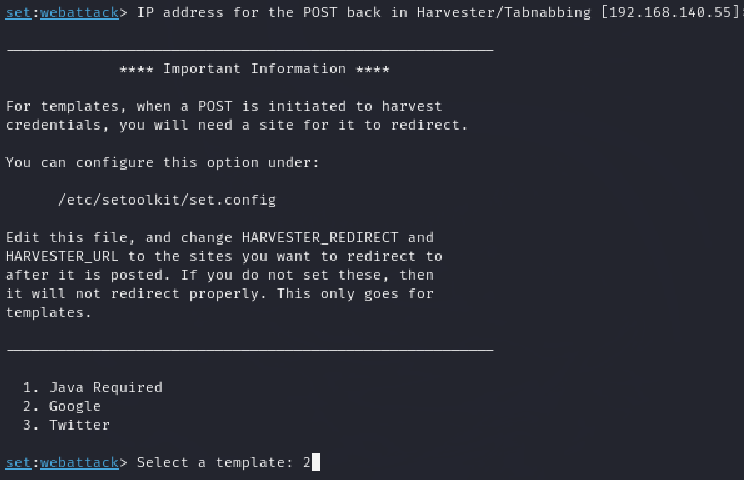 set:webattack> IP address for the POST back in Harvester/Tabnabbing [192.168.140.55]:
**** Important Information ****
For templates, when a POST is initiated to harvest
credentials, you will need a site for it to redirect.
You can configure this option under:
/etc/setoolkit/set.config
Edit this file, and change HARVESTER_REDIRECT and
HARVESTER_URL to the sites you want to redirect to
after it is posted. If you do not set these, then
it will not redirect properly. This only goes for
templates.
1. Java Required
2. Google
3. Twitter
set:webattack> Select a template: 2